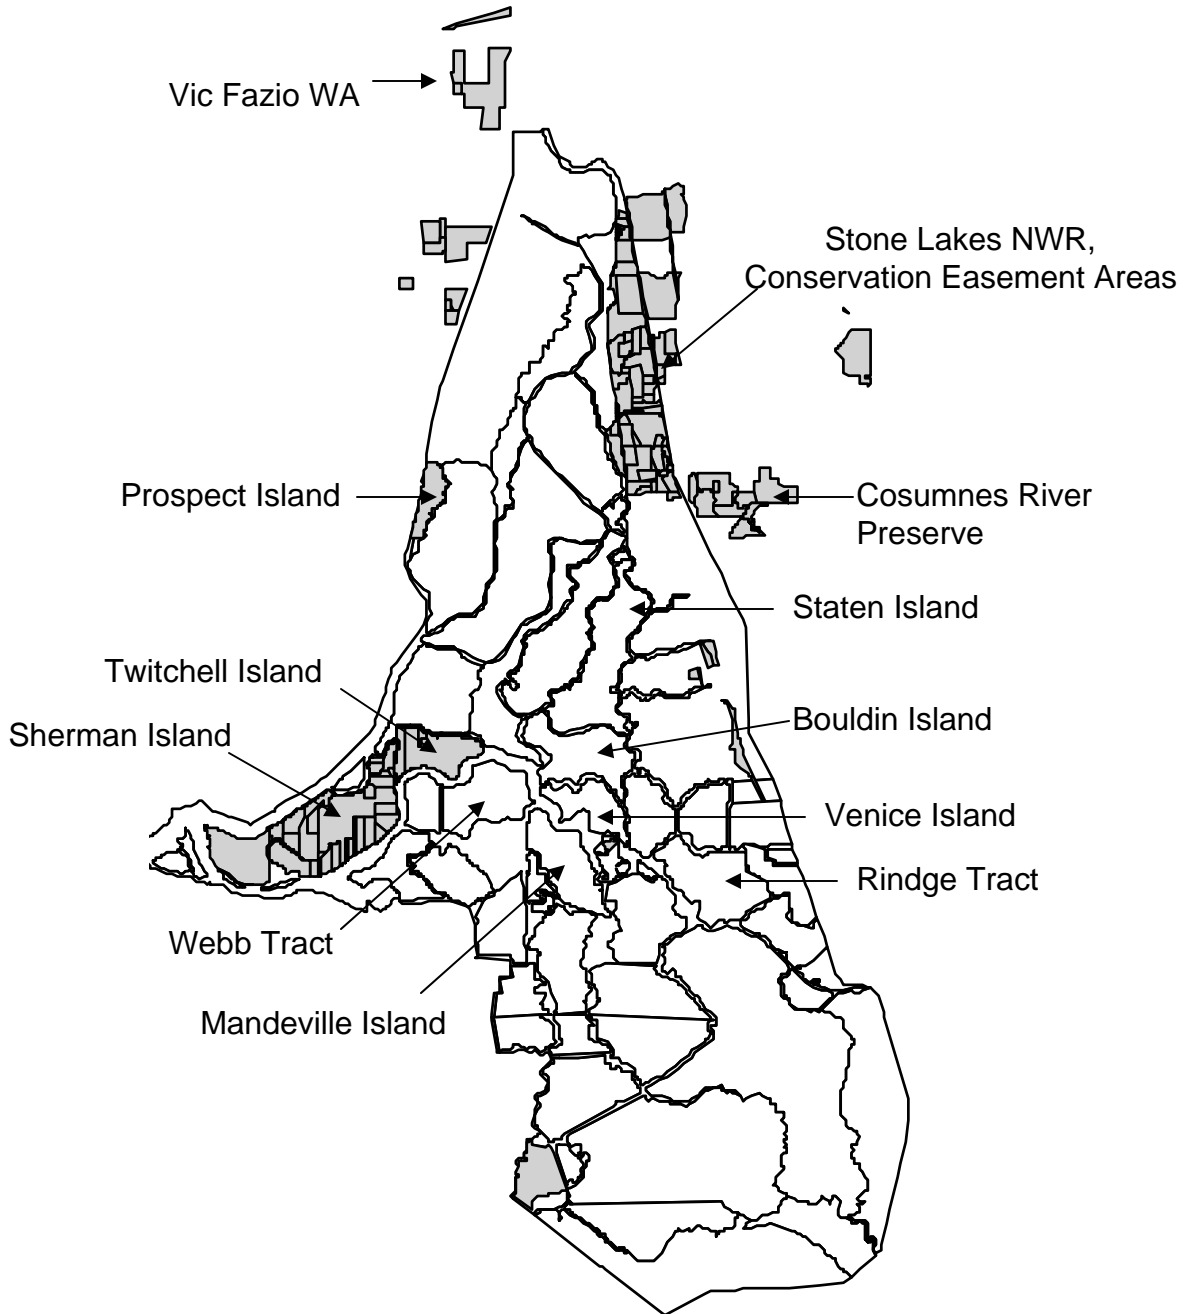 Vic Fazio WA
Stone Lakes NWR,
Conservation Easement Areas
Prospect Island
Cosumnes River
Preserve
Staten Island
Twitchell Island
Bouldin Island
Sherman Island
Venice Island
Rindge Tract
Webb Tract
Mandeville Island